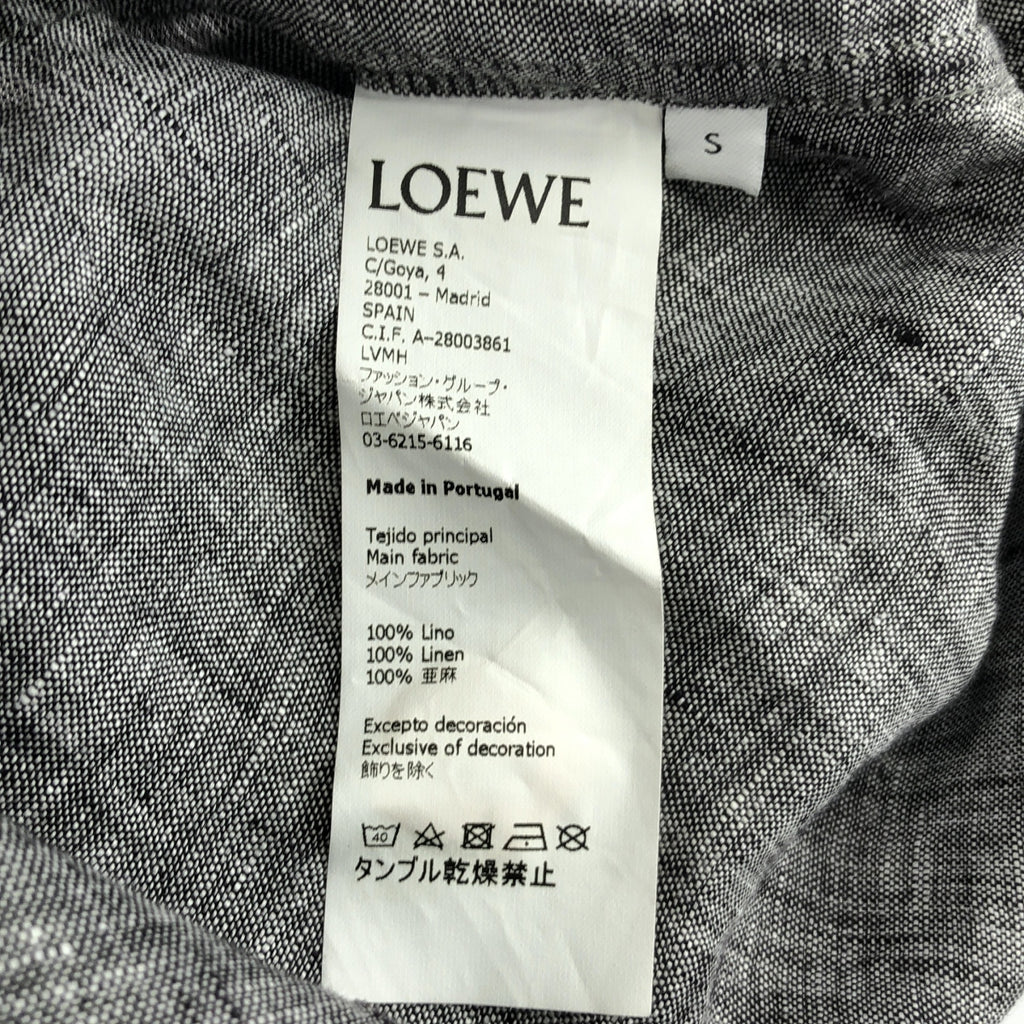 LOEWE
S
LOEWE S.A.
C/Goya, 4
28001 – Madrid
SPAIN
C.I.F. A-28003861
LVMH
ファッション・グループ・
ジャパン株式会社
ロエベジャパン
03-6215-6116
Made in Portugal
Tejido principal
Main fabric
メインファブリック
100% Lino
100% Linen
100% 亜麻
Excepto decoración
Exclusive of decoration
飾りを除く
40
タンブル乾燥禁止